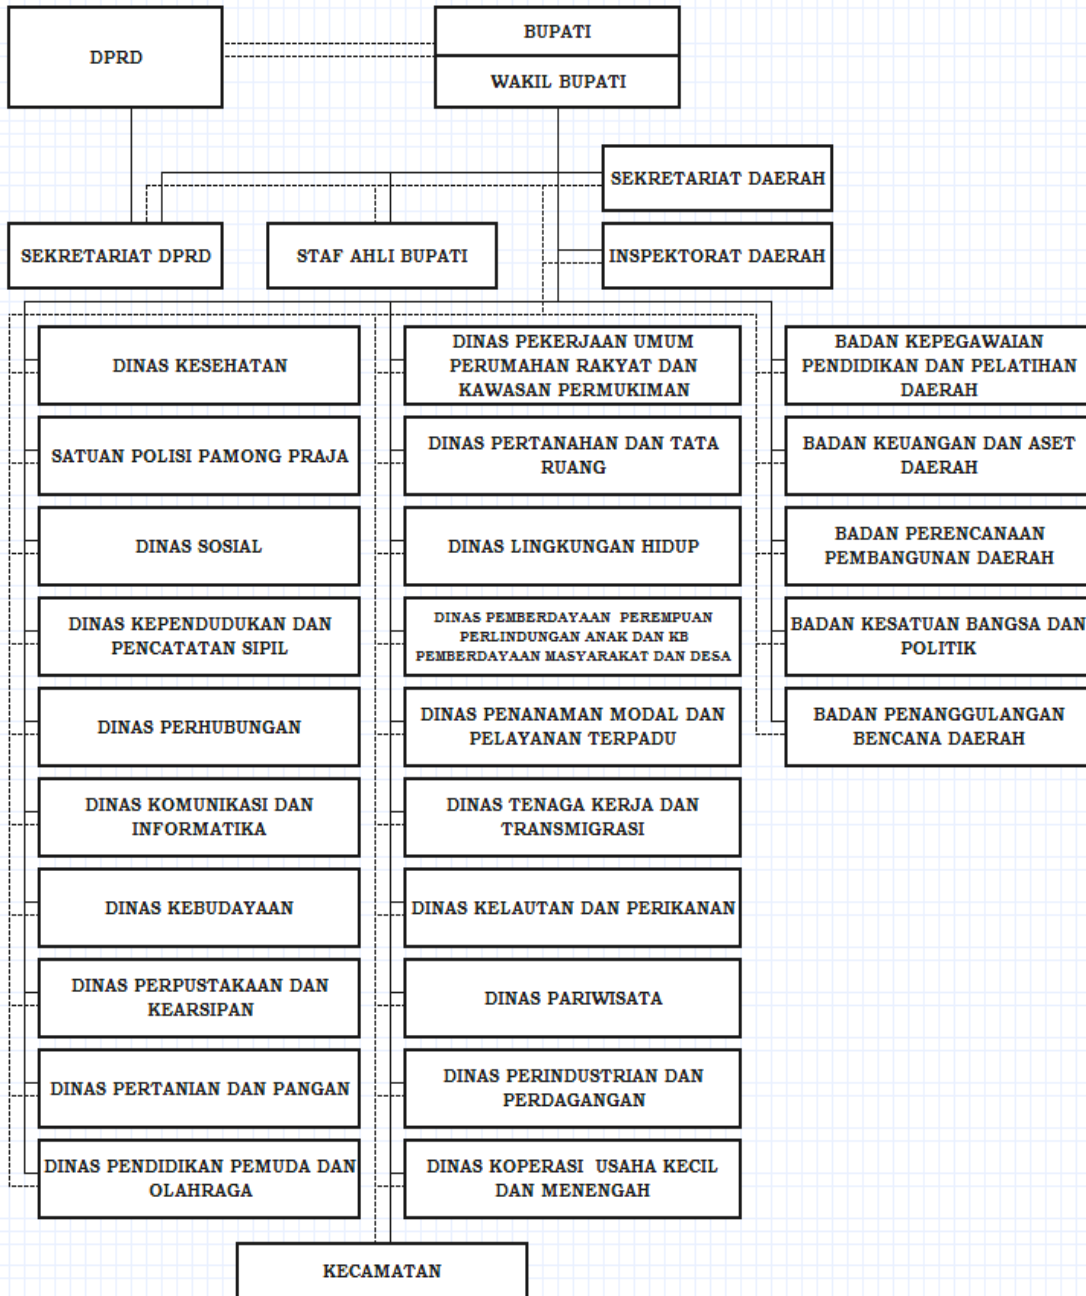 DPRD
BUPATI
WAKIL BUPATI
SEKRETARIAT DAERAH
SEKRETARIAT DPRD
STAF AHLI BUPATI
INSPEKTORAT DAERAH
DINAS KESEHATAN
SATUAN POLISI PAMONG PRAJA
DINAS SOSIAL
DINAS KEPENDUDUKAN DAN
PENCATATAN SIPIL
DINAS PERHUBUNGAN
DINAS KOMUNIKASI DAN
INFORMATIKA
DINAS KEBUDAYAAN
DINAS PERPUSTAKAAN DAN
KEARSIPAN
DINAS PERTANIAN DAN PANGAN
DINAS PENDIDIKAN PEMUDA DAN
OLAHRAGA
DINAS PEKERJAAN UMUM
PERUMAHAN RAKYAT DAN
KAWASAN PERMUKIMAN
DINAS PERTANAHAN DAN TATA
RUANG
DINAS LINGKUNGAN HIDUP
DINAS PEMBERDAYAAN PEREMPUAN
PERLINDUNGAN ANAK DAN KB
PEMBERDAYAAN MASYARAKAT DAN DESA
DINAS PENANAMAN MODAL DAN
PELAYANAN TERPADU
DINAS TENAGA KERJA DAN
TRANSMIGRASI
DINAS KELAUTAN DAN PERIKANAN
DINAS PARIWISATA
DINAS PERINDUSTRIAN DAN
PERDAGANGAN
DINAS KOPERASI USAHA KECIL
DAN MENENGAH
BADAN KEPEGAWAIAN
PENDIDIKAN DAN PELATIHAN
DAERAH
BADAN KEUANGAN DAN ASET
DAERAH
BADAN PERENCANAAN
PEMBANGUNAN DAERAH
BADAN KESATUAN BANGSA DAN
POLITIK
BADAN PENANGGULANGAN
BENCANA DAERAH
KECAMATAN